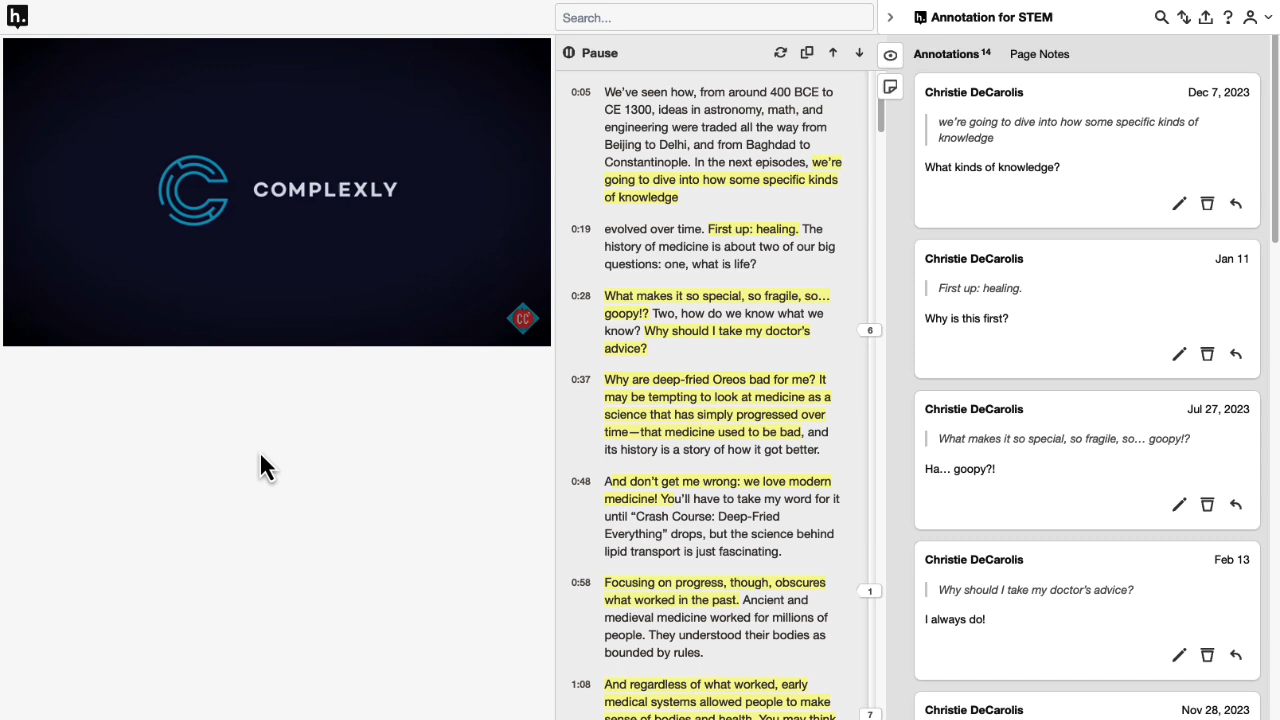 h.
Search...
Annotation for STEM
Pause
Annotations 14
Page Notes
COMPLEXLY
CC
0:05
We've seen how, from around 400 BCE to
CE 1300, ideas in astronomy, math, and
engineering were traded all the way from
Beijing to Delhi, and from Baghdad to
Constantinople. In the next episodes, we're
going to dive into how some specific kinds
of knowledge
0:19
evolved over time. First up: healing. The
history of medicine is about two of our big
questions: one, what is life?
0:28
What makes it so special, so fragile, so…
goopy!? Two, how do we know what we
know? Why should I take my doctor's
advice?
6
0:37
Why are deep-fried Oreos bad for me? It
may be tempting to look at medicine as a
science that has simply progressed over
time—that medicine used to be bad, and
its history is a story of how it got better.
0:48
And don't get me wrong: we love modern
medicine! You'll have to take my word for it
until “Crash Course: Deep-Fried
Everything” drops, but the science behind
lipid transport is just fascinating.
0:58
Focusing on progress, though, obscures
what worked in the past. Ancient and
medieval medicine worked for millions of
people. They understood their bodies as
bounded by rules.
1
1:08
And regardless of what worked, early
medical systems allowed people to make
sense of bodies and health. You may think
7
Christie DeCarolis
Dec 7, 2023
we're going to dive into how some specific kinds of
knowledge
What kinds of knowledge?
Christie DeCarolis
Jan 11
First up: healing.
Why is this first?
Christie DeCarolis
Jul 27, 2023
What makes it so special, so fragile, so… goopy!?
Ha… goopy?!
Christie DeCarolis
Feb 13
Why should I take my doctor's advice?
I always do!
Christie DeCarolis
Nov 28, 2023